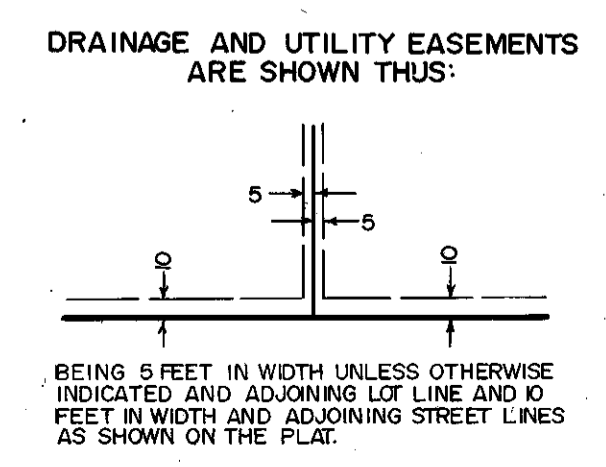 DRAINAGE AND UTILITY EASEMENTS
ARE SHOWN THUS:
5
5
10
10
BEING 5 FEET IN WIDTH UNLESS OTHERWISE
INDICATED AND ADJOINING LOT LINE AND 10
FEET IN WIDTH AND ADJOINING STREET LINES
AS SHOWN ON THE PLAT.